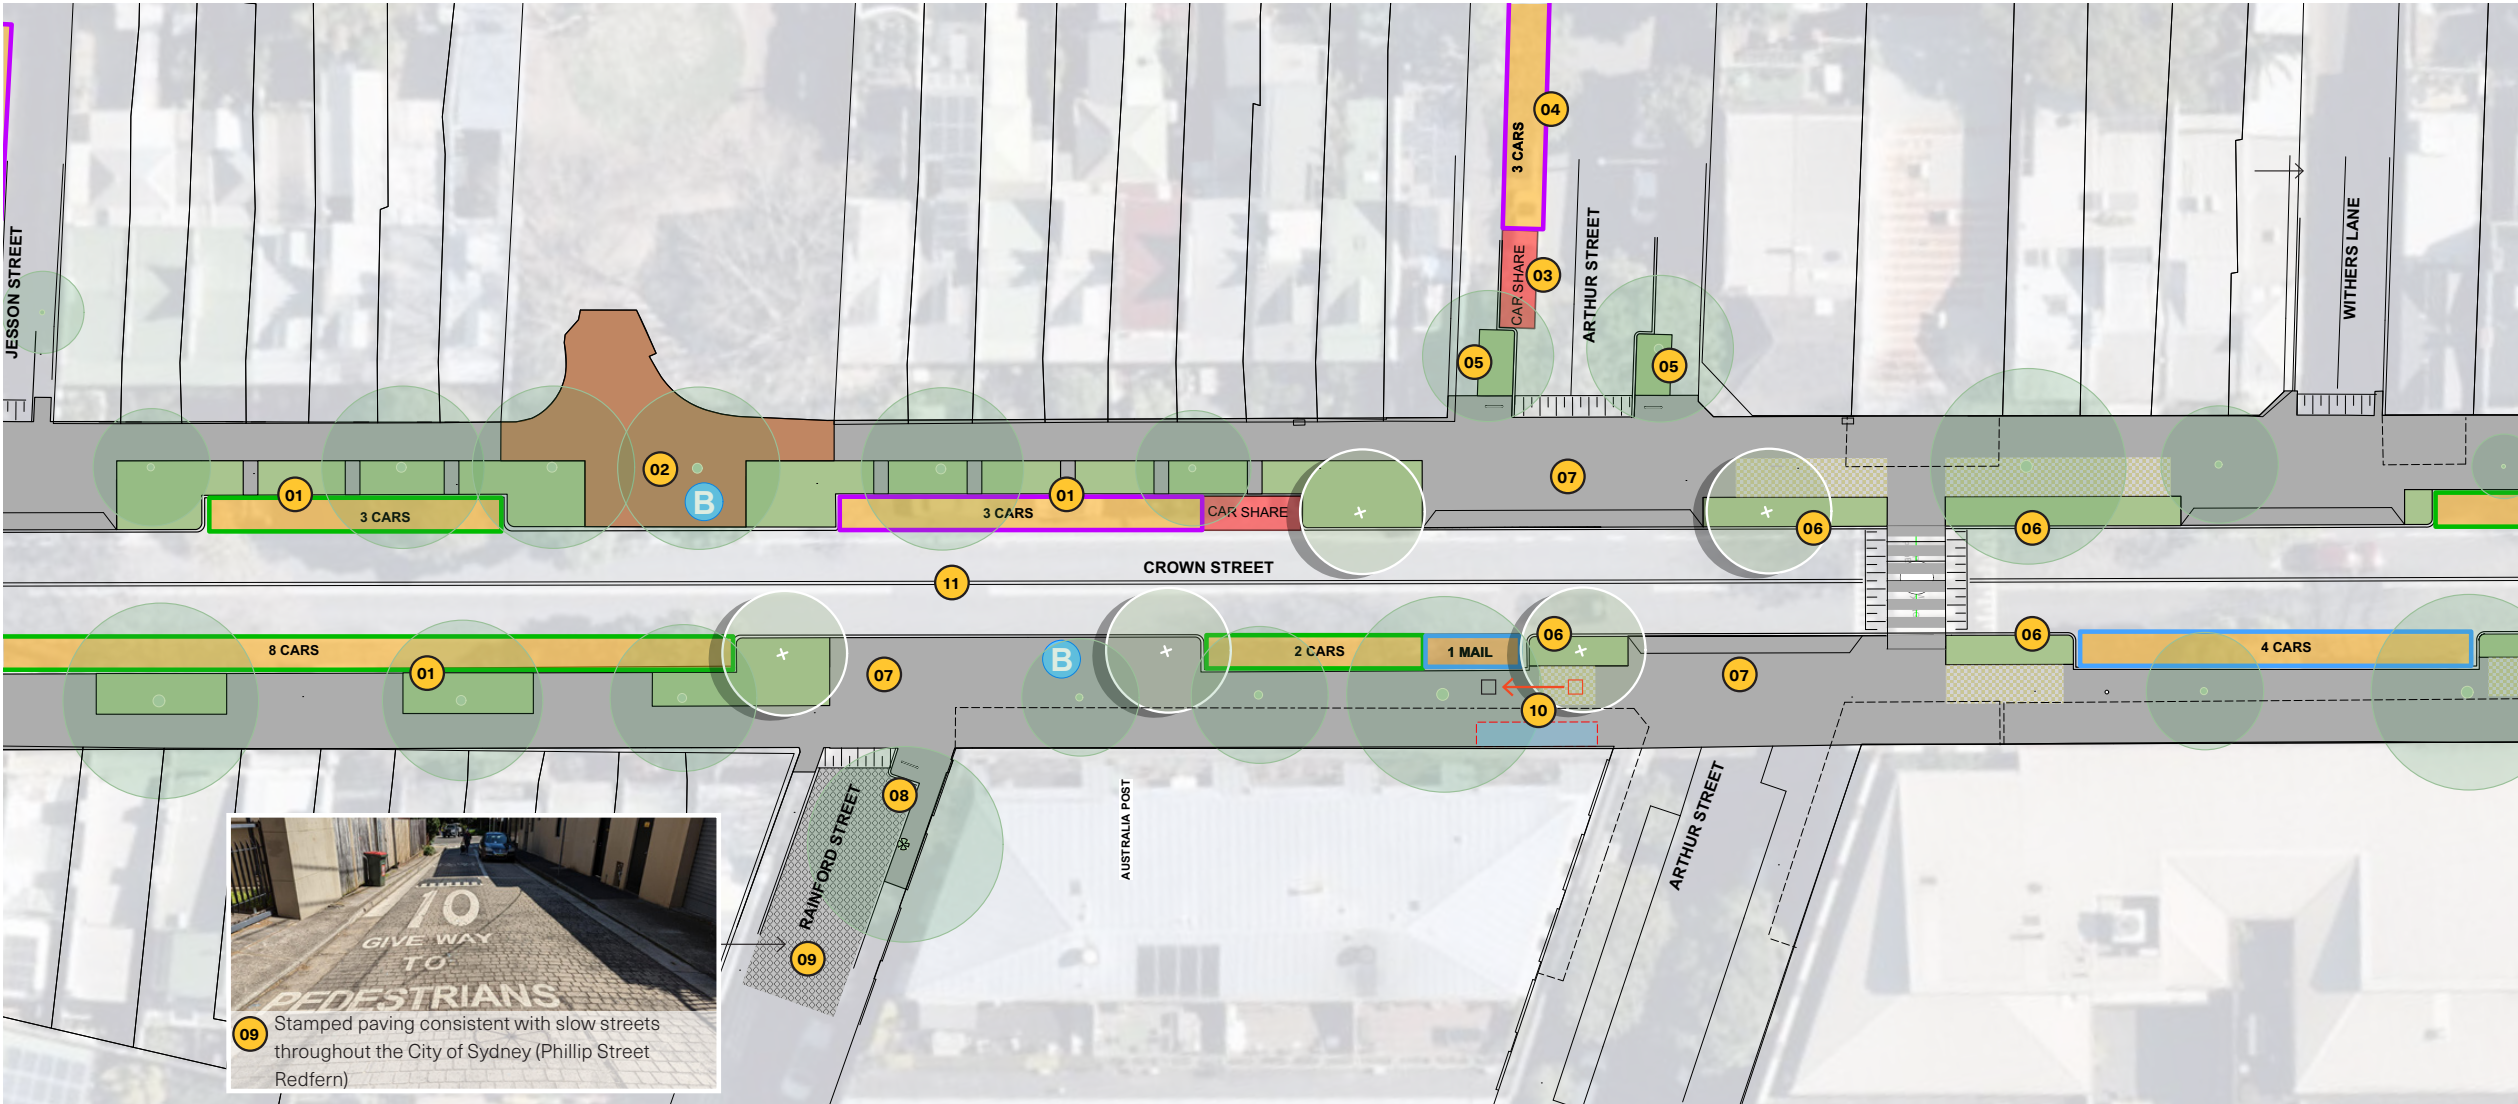 3 CARS
04
JESSON STREET
CAR SHARE
03
ARTHUR STREET
WITHERS LANE
05
05
02
B
01
3 CARS
01
3 CARS
CAR SHARE
07
06
06
CROWN STREET
11
8 CARS
01
07
B
2 CARS
1 MAIL
06
07
06
4 CARS
10
08
RAINFORD STREET
09
AUSTRALIA POST
ARTHUR STREET
10
GIVE WAY
TO
PEDESTRIANS
09
Stamped paving consistent with slow streets
throughout the City of Sydney (Phillip Street
Redfern)